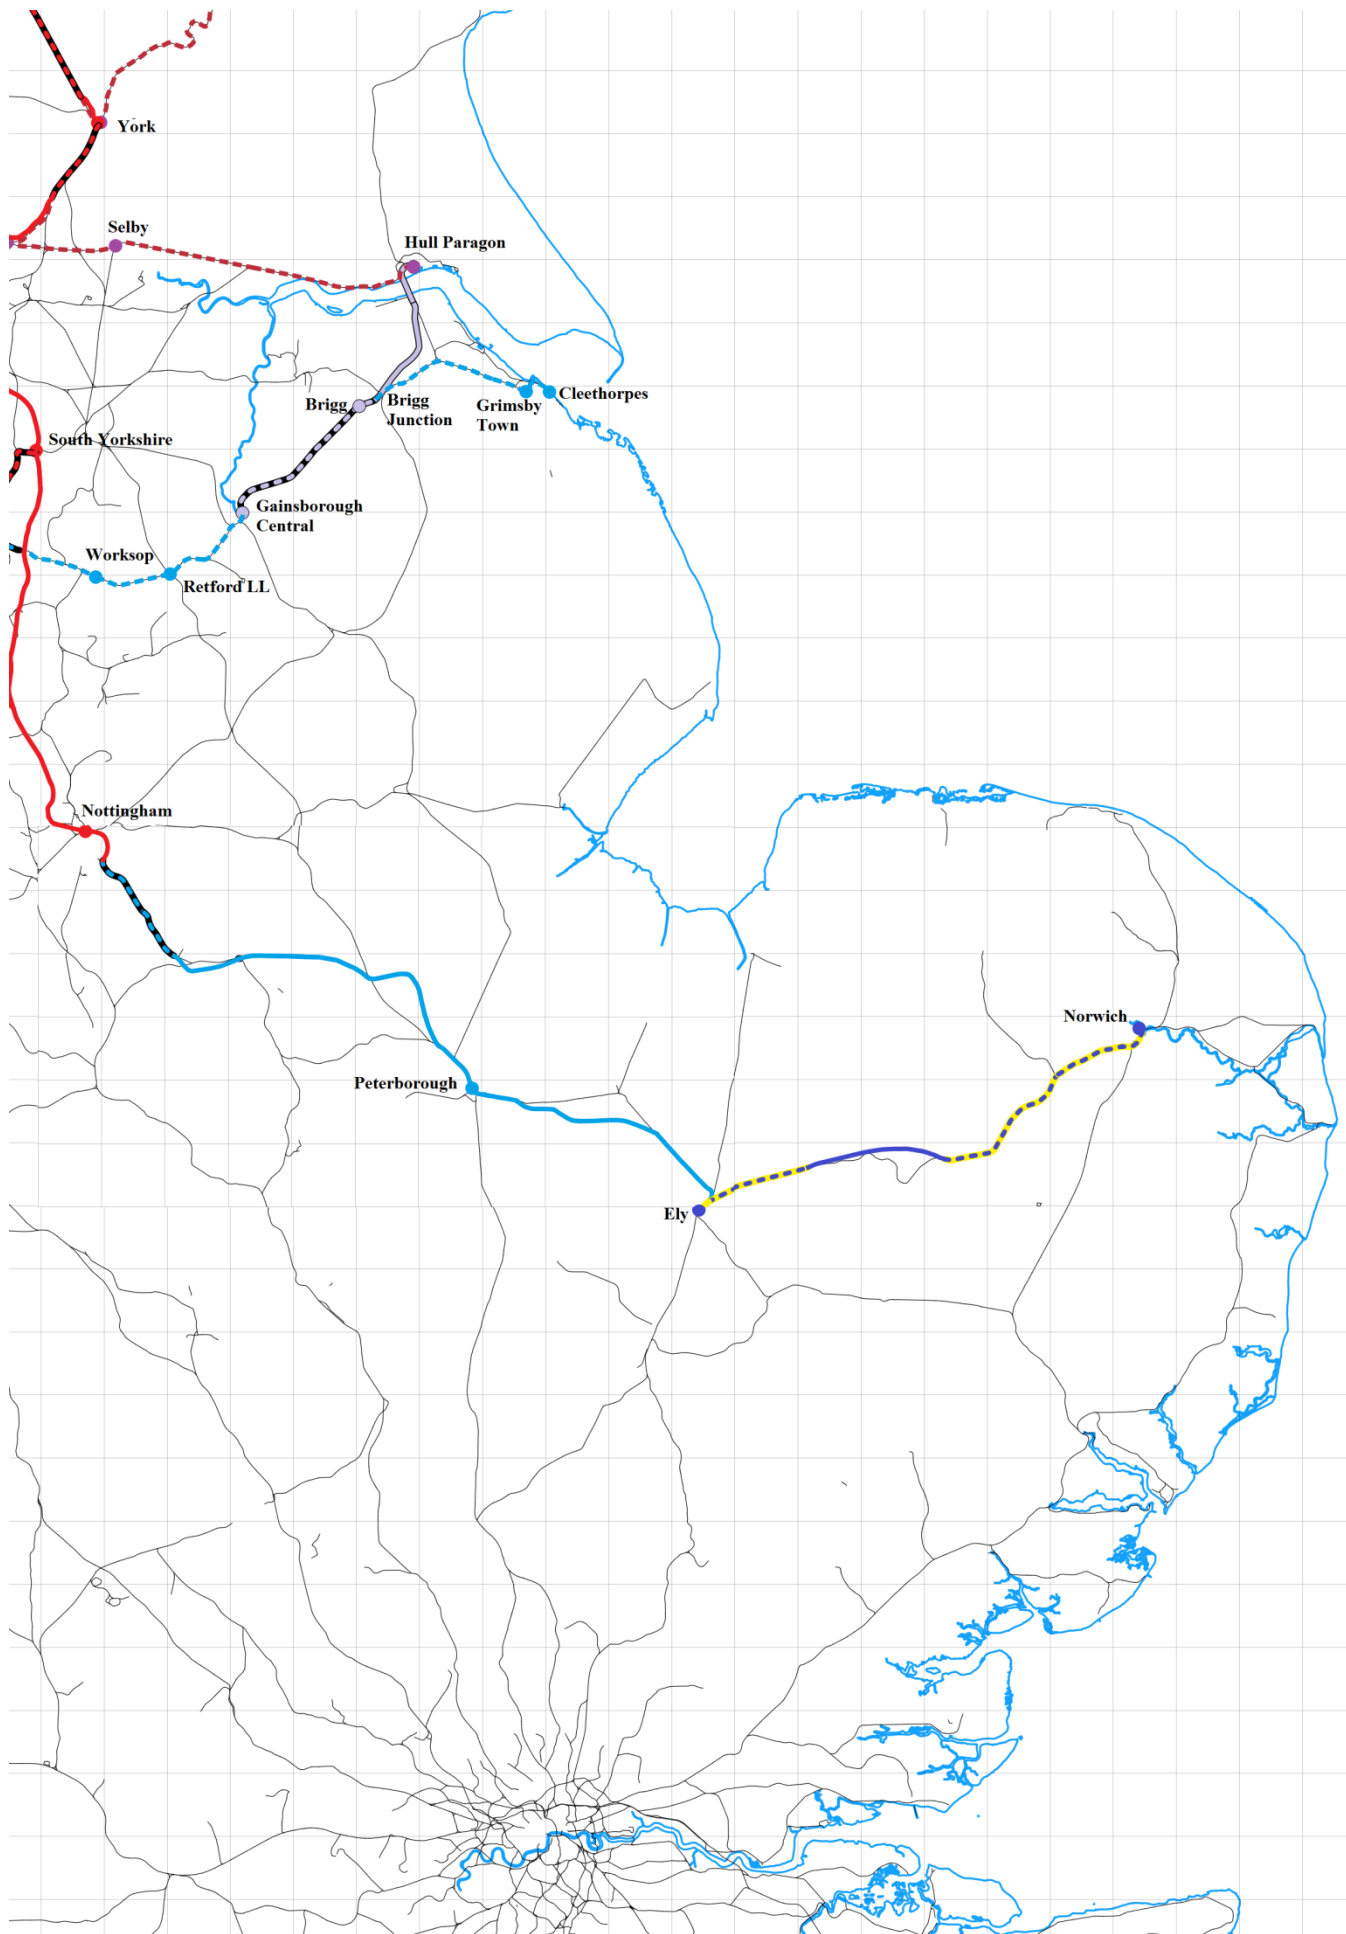 York
Selby
Hull Paragon
Brigg
Brigg
Junction
Grimsby
Town
Cleethorpes
South Yorkshire
Gainsborough
Central
Worksop
Retford LL
Nottingham
Norwich
Peterborough
Ely